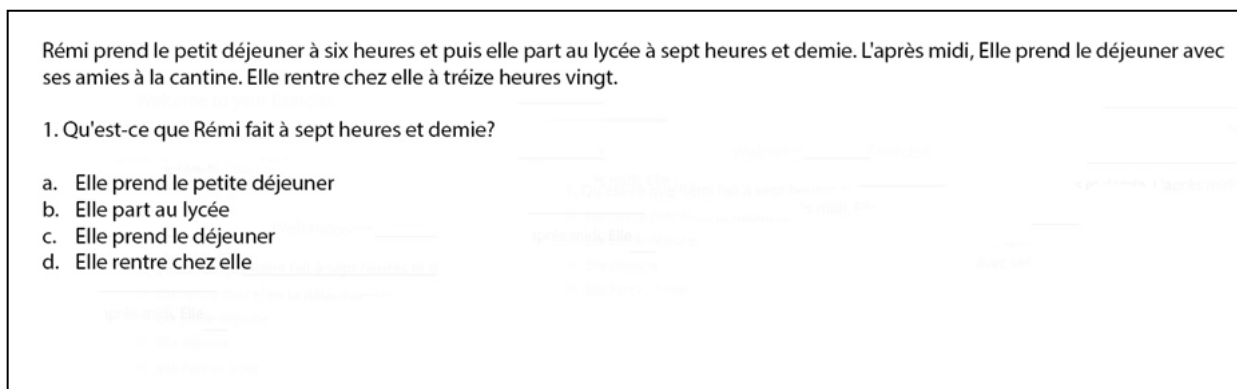 Rémi prend le petit déjeuner à six heures et puis elle part au lycée à sept heures et demie. L'après midi, Elle prend le déjeuner avec
ses amies à la cantine. Elle rentre chez elle à tréize heures vingt.
1. Qu'est-ce que Rémi fait à sept heures et demie?
a. Elle prend le petite déjeuner
b. Elle part au lycée
c. Elle prend le déjeuner
d. Elle rentre chez elle